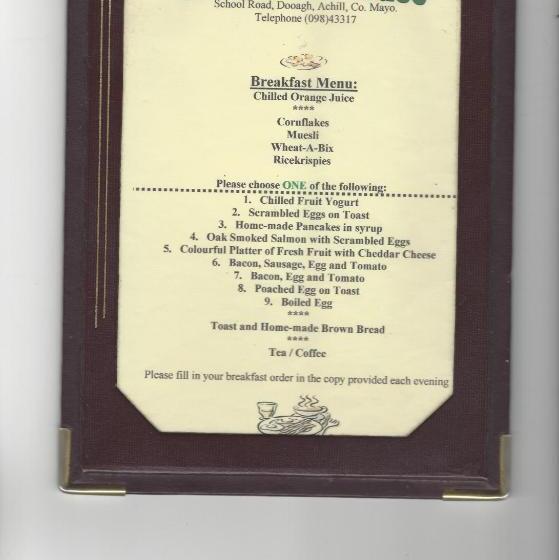 School Road, Dooagh, Achill, Co. Mayo.
Telephone (098)43317
Breakfast Menu:
Chilled Orange Juice
****
Cornflakes
Muesli
Wheat-A-Bix
Ricekrispies
Please choose ONE of the following:
1. Chilled Fruit Yogurt
2. Scrambled Eggs on Toast
3. Home-made Pancakes in syrup
4. Oak Smoked Salmon with Scrambled Eggs
5. Colourful Platter of Fresh Fruit with Cheddar Cheese
6. Bacon, Sausage, Egg and Tomato
7. Bacon, Egg and Tomato
8. Poached Egg on Toast
9. Boiled Egg
****
Toast and Home-made Brown Bread
****
Tea / Coffee
Please fill in your breakfast order in the copy provided each evening